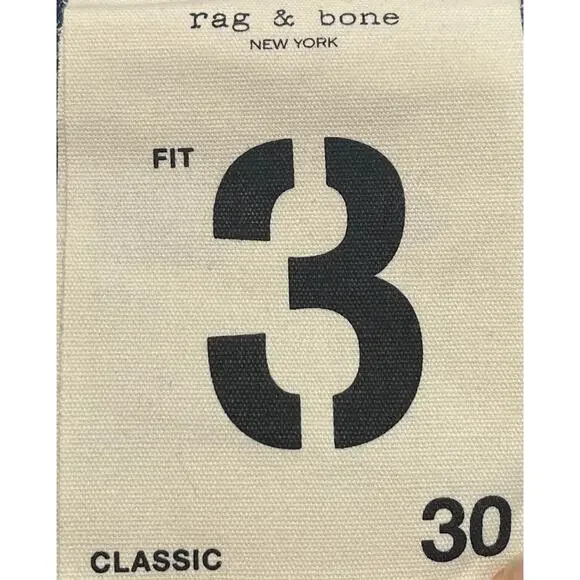 rag & bone
NEW YORK
FIT 3
CLASSIC 30